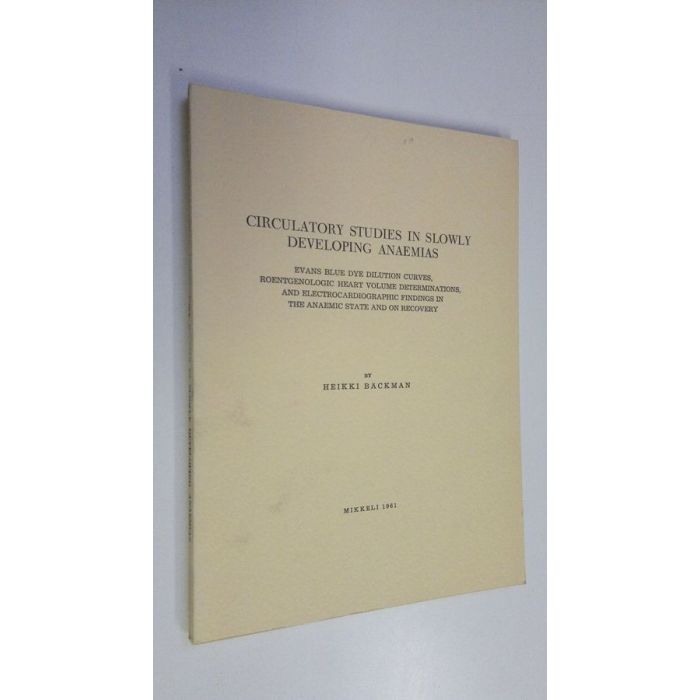 CIRCULATORY STUDIES IN SLOWLY
DEVELOPING ANAEMIAS
EVANS BLUE DYE DILUTION CURVES,
ROENTGENOLOGIC HEART VOLUME DETERMINATIONS,
AND ELECTROCARDIOGRAPHIC FINDINGS IN
THE ANAEMIC STATE AND ON RECOVERY
BY
HEIKKI BACKMAN
MIKKELI 1961